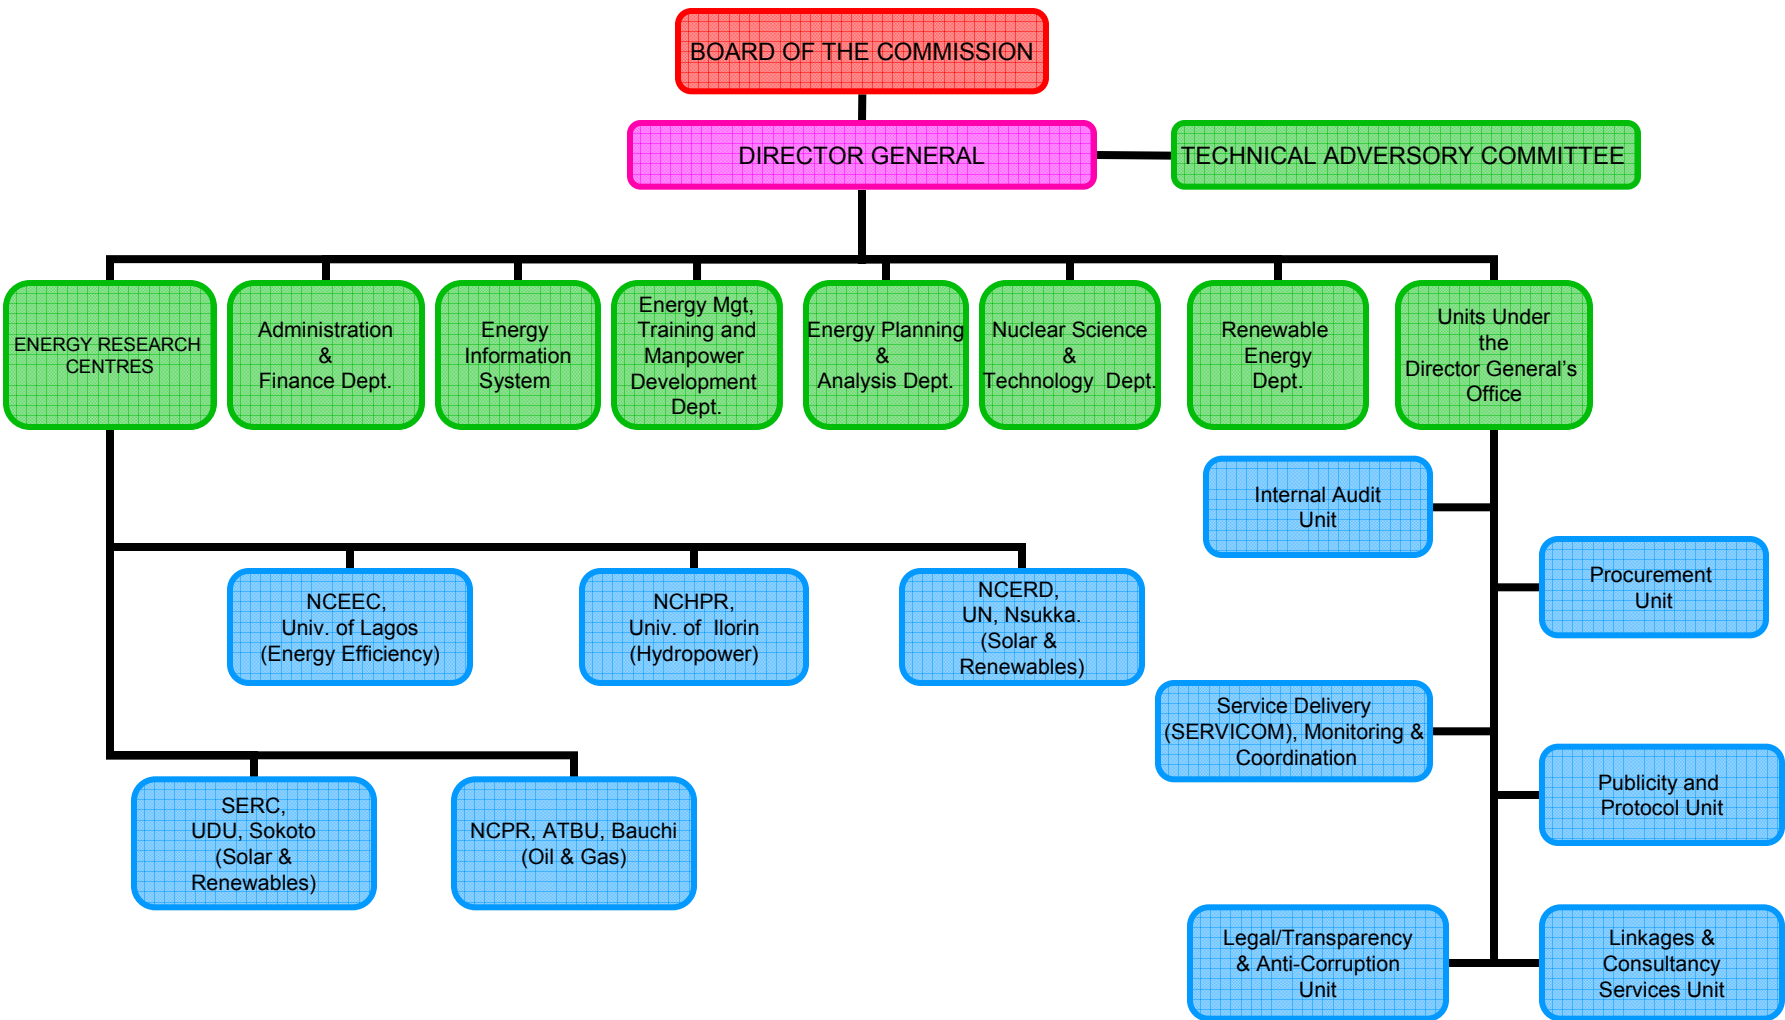 BOARD OF THE COMMISSION
DIRECTOR GENERAL
TECHNICAL ADVERSORY COMMITTEE
ENERGY RESEARCH
CENTRES
Administration
&
Finance Dept.
Energy
Information
System
Energy Mgt,
Training and
Manpower
Development
Dept.
Energy Planning
&
Analysis Dept.
Nuclear Science
&
Technology Dept.
Renewable
Energy
Dept.
Units Under
the
Director General's
Office
Internal Audit
Unit
Procurement
Unit
NCEEC,
Univ. of Lagos
(Energy Efficiency)
NCHPR,
Univ. of Ilorin
(Hydropower)
NCERD,
UN, Nsukka.
(Solar &
Renewables)
Service Delivery
(SERVICOM), Monitoring &
Coordination
Publicity and
Protocol Unit
SERC,
UDU, Sokoto
(Solar &
Renewables)
NCPR, ATBU, Bauchi
(Oil & Gas)
Legal/Transparency
& Anti-Corruption
Unit
Linkages &
Consultancy
Services Unit